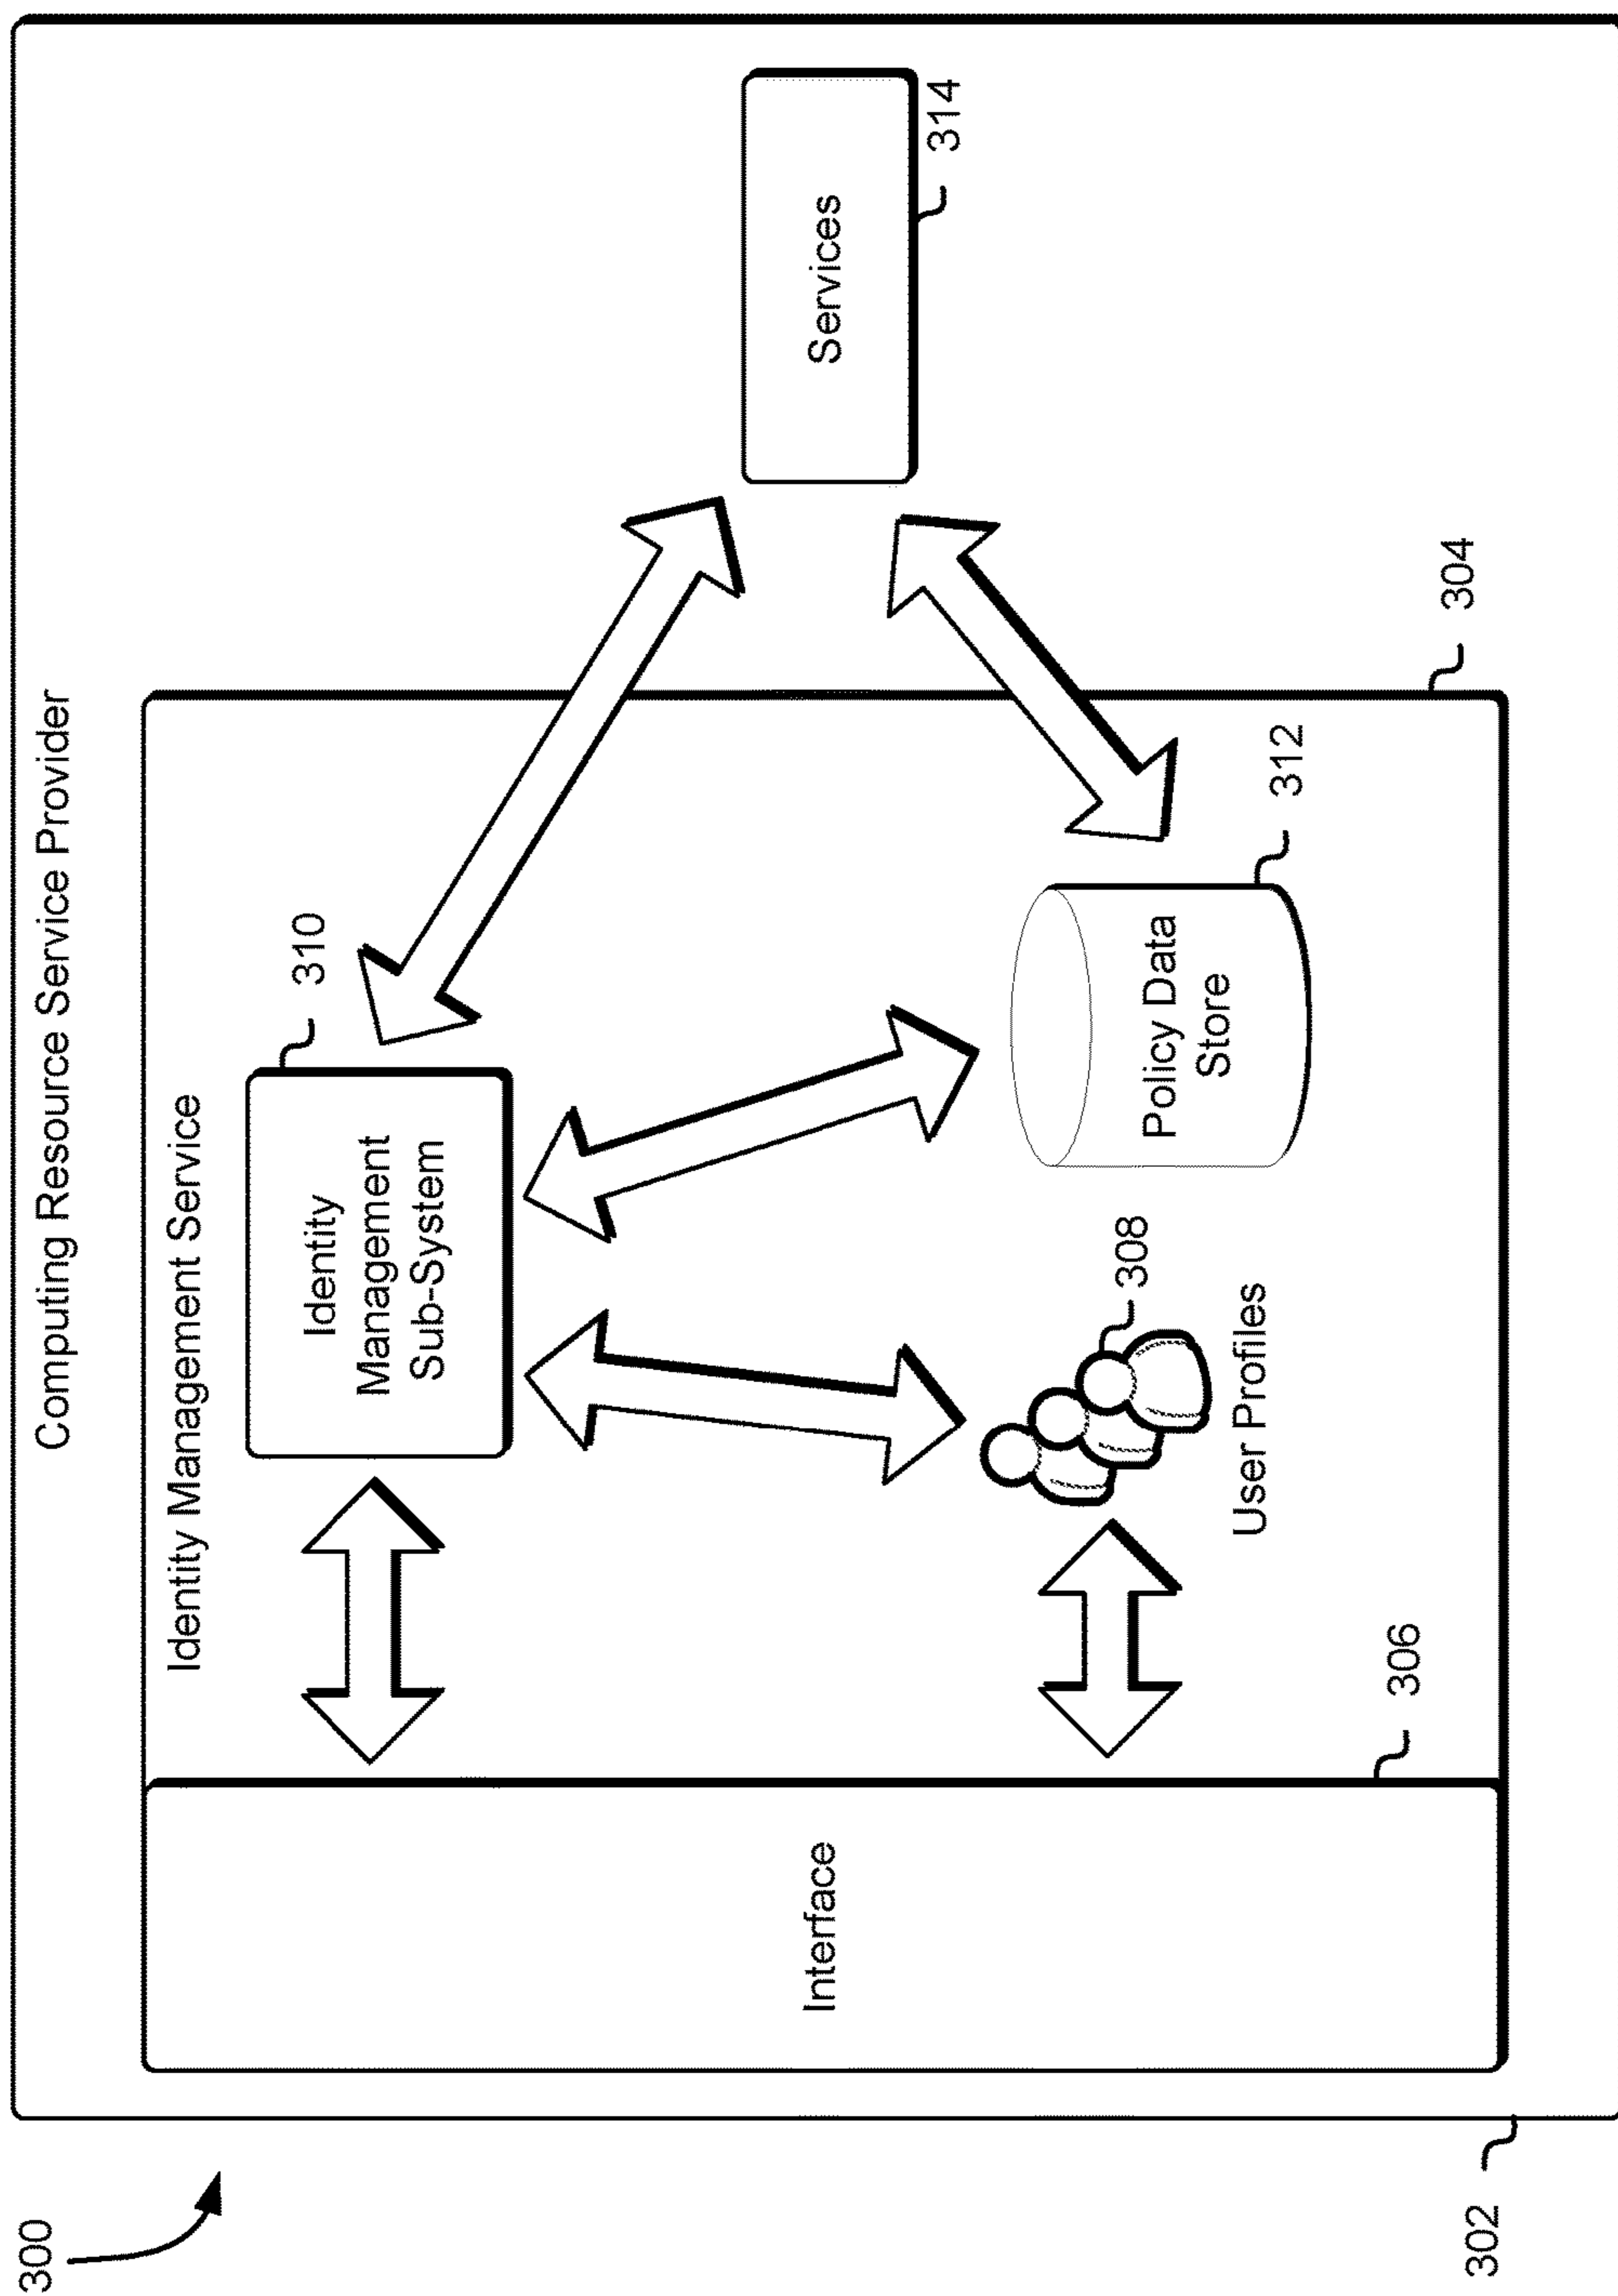 300
Computing Resource Service Provider
Identity Management Service
310
Identity
Management
Sub-System
Services
314
Interface
308
User Profiles
Policy Data
Store
312
306
304
302